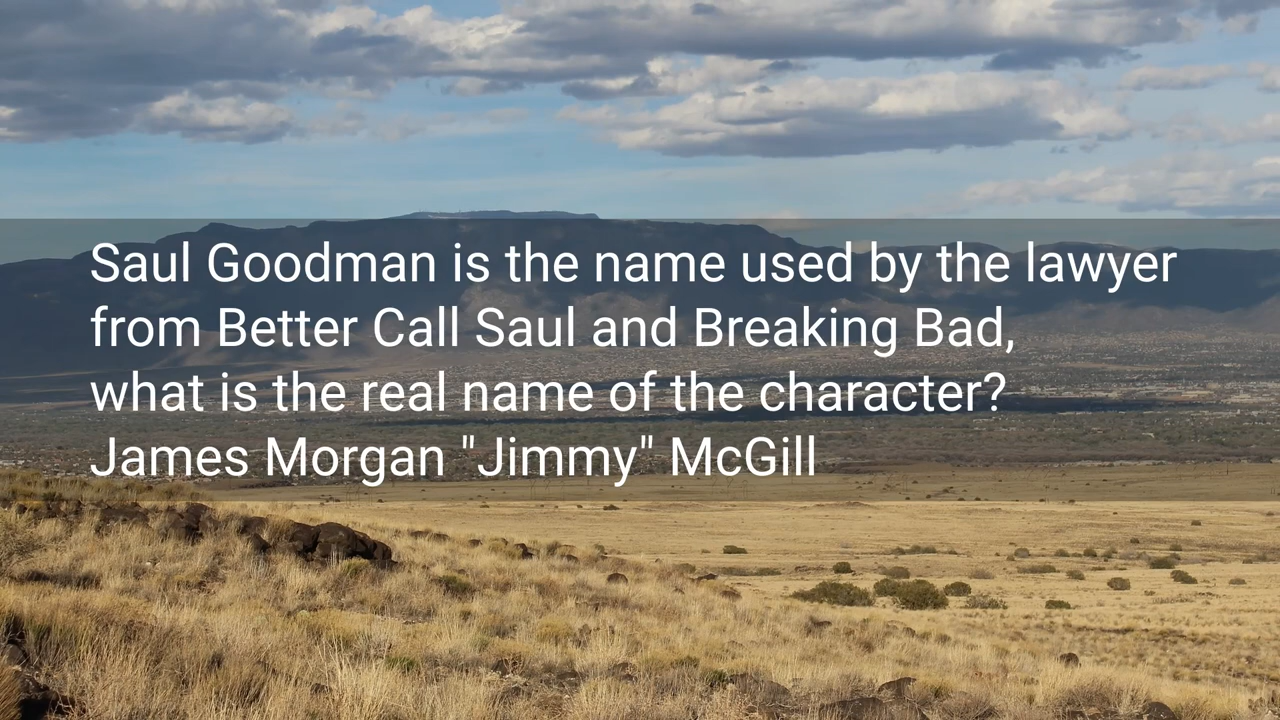 Saul Goodman is the name used by the lawyer
from Better Call Saul and Breaking Bad,
what is the real name of the character?
James Morgan "Jimmy" McGill